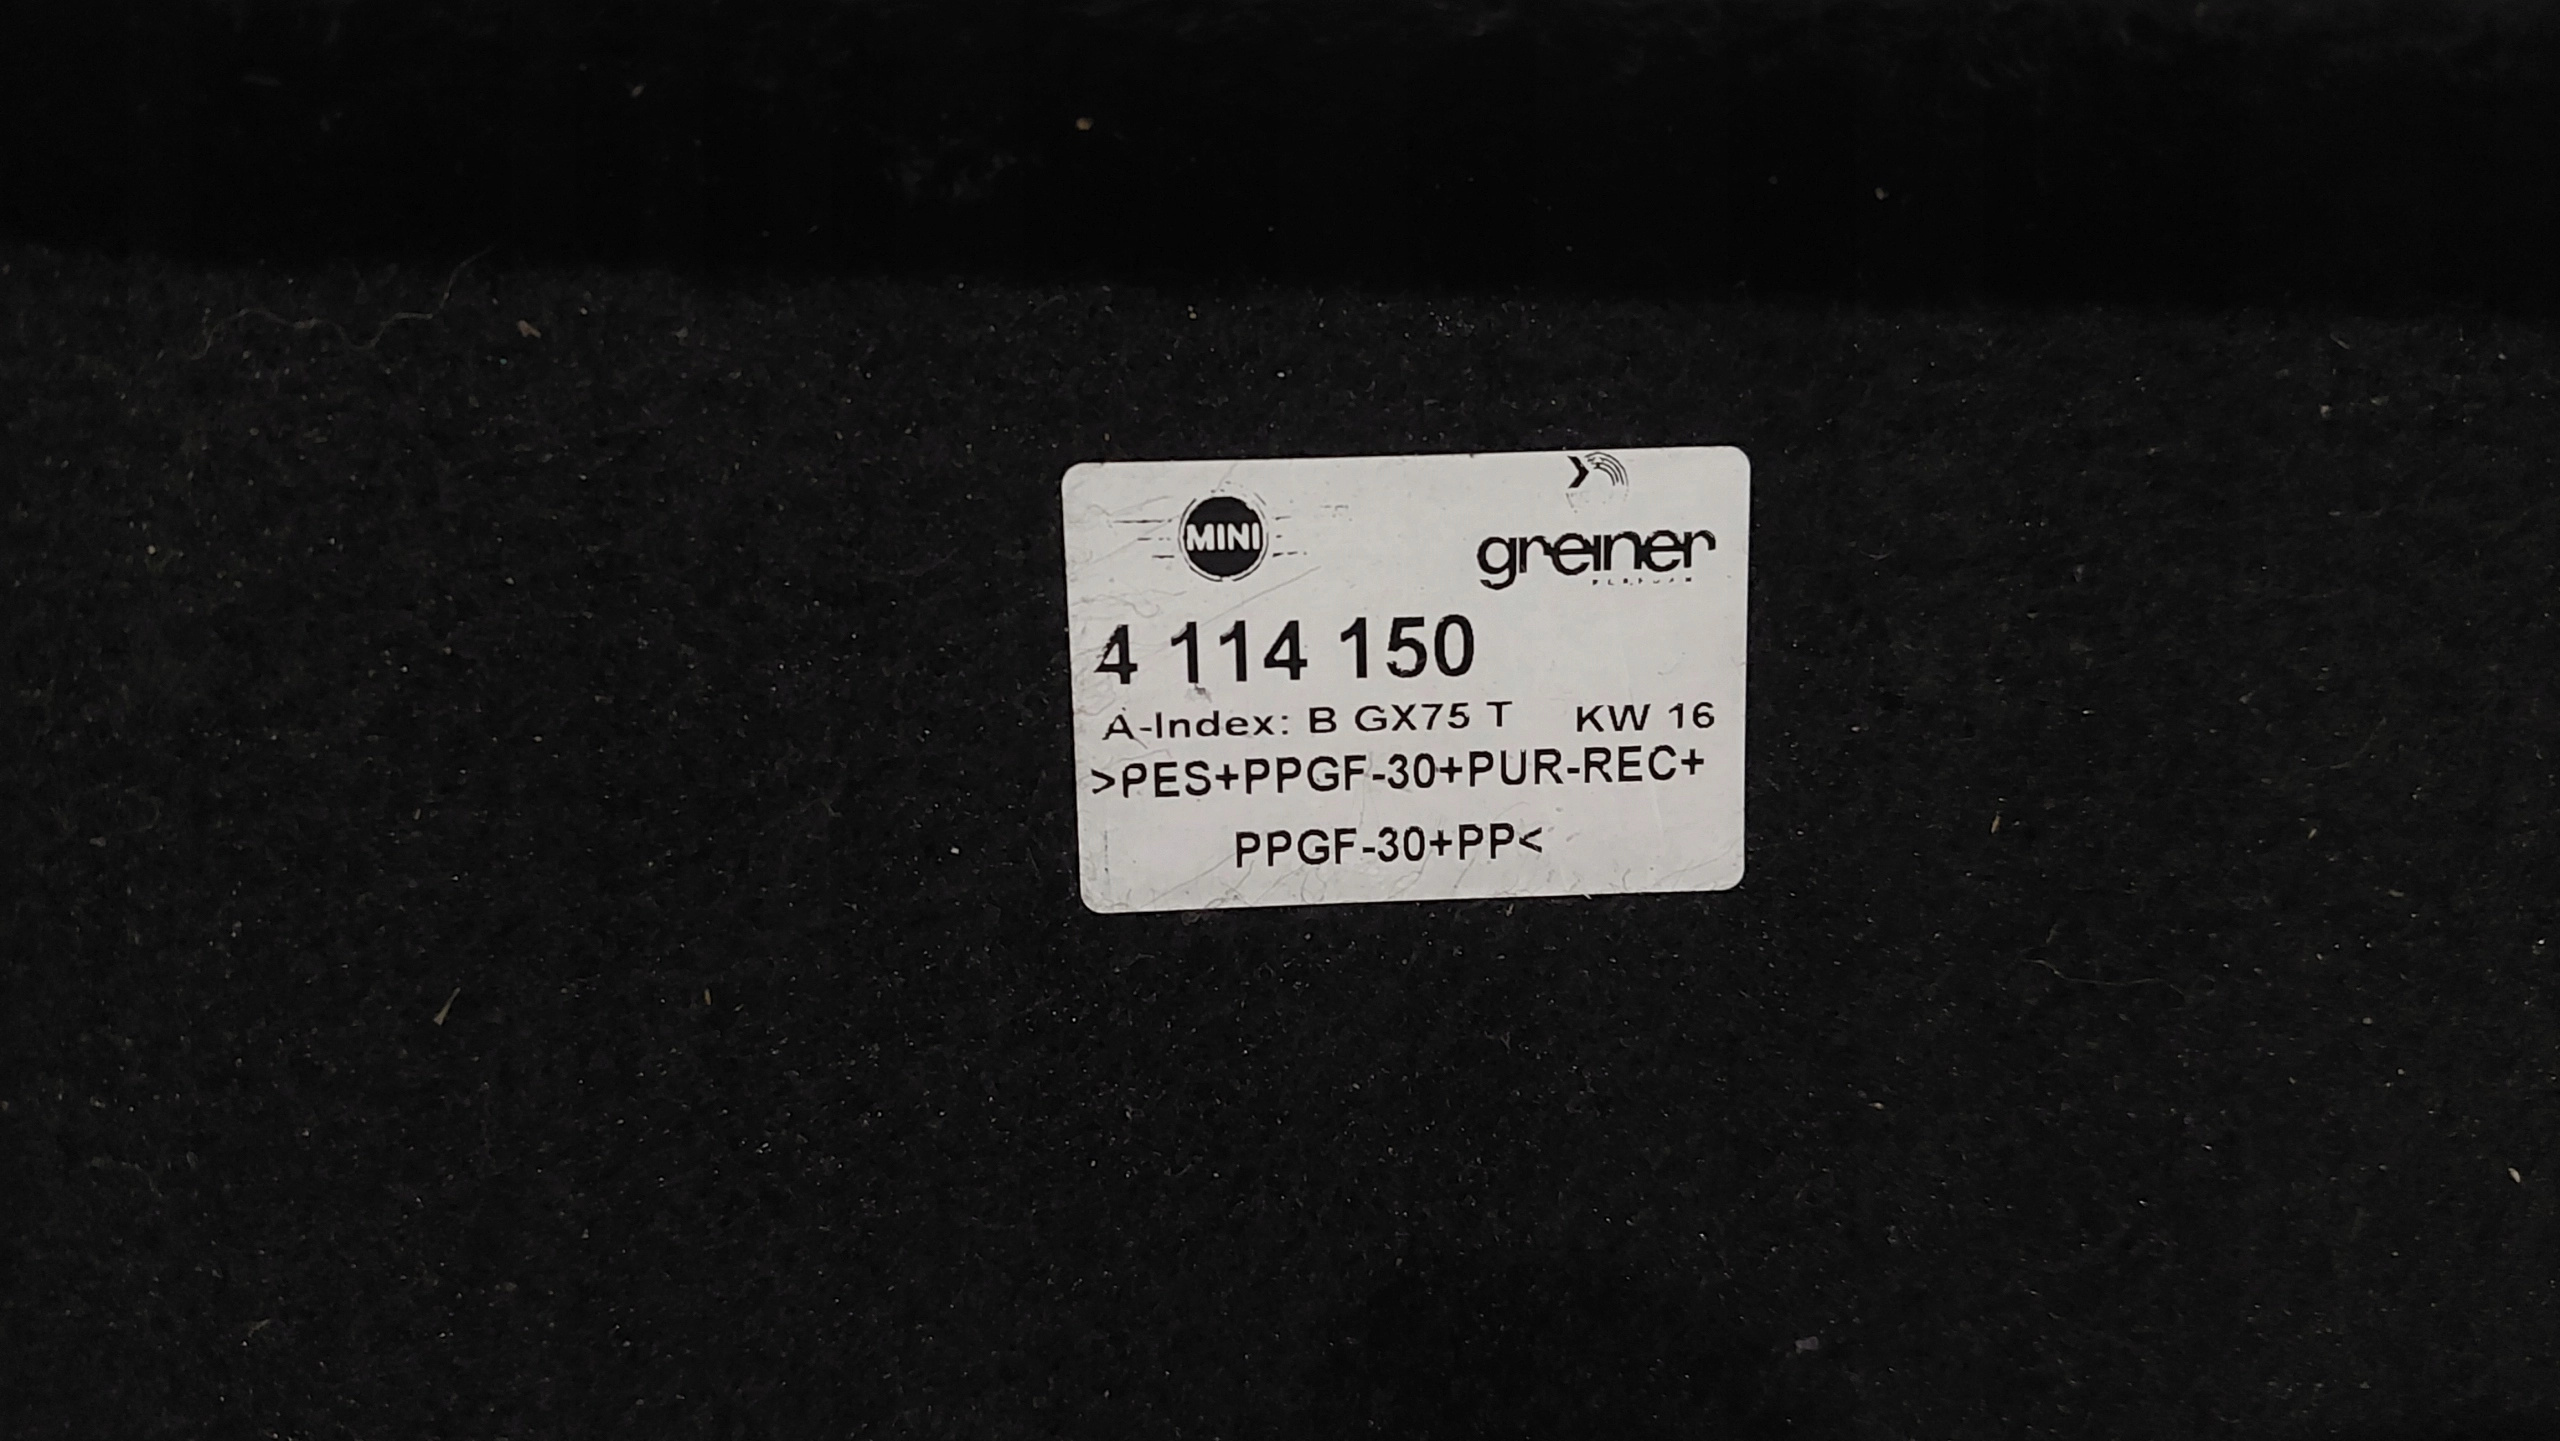 MINI
greiner
4 114 150
A-Index: B GX75 T KW 16
>PES+PPGF-30+PUR-REC+
PPGF-30+PP<